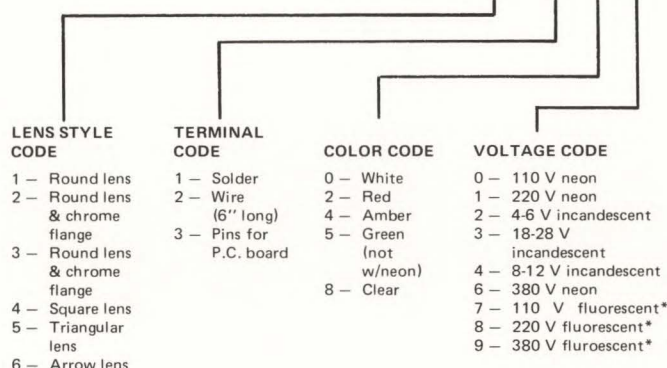 LENS STYLE
CODE
1 — Round lens
2 — Round lens
& chrome
flange
3 — Round lens
& chrome
flange
4 — Square lens
5 — Triangular
lens
6 — Arrow lens
TERMINAL
CODE
1 — Solder
2 — Wire
(6" long)
3 — Pins for
P.C. board
COLOR CODE
0 — White
2 — Red
4 — Amber
5 — Green
(not
w/neon)
8 — Clear
VOLTAGE CODE
0 — 110 V neon
1 — 220 V neon
2 — 4-6 V incandescent
3 — 18-28 V
incandescent
4 — 8-12 V incandescent
6 — 380 V neon
7 — 110 V fluorescent*
8 — 220 V fluorescent*
9 — 380 V fluroescent*